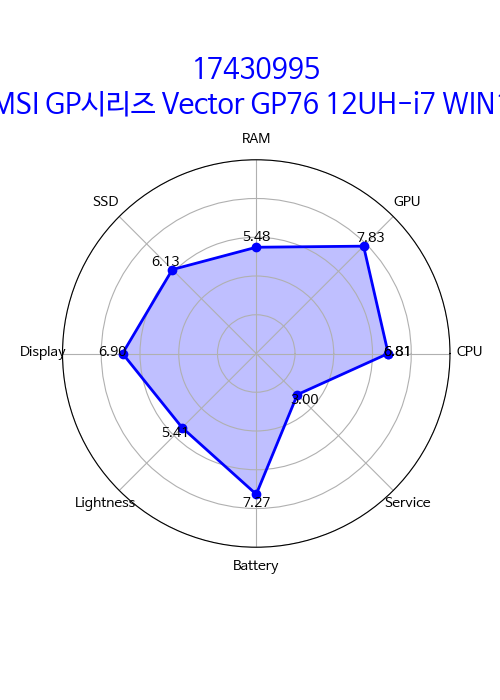 17430995
MSI GP시리즈 Vector GP76 12UH-i7 WIN1
RAM
SSD
GPU
5.48
7.83
6.13
Display
6.90
6.81
CPU
5.41
3.00
Lightness
7.27
Service
Battery